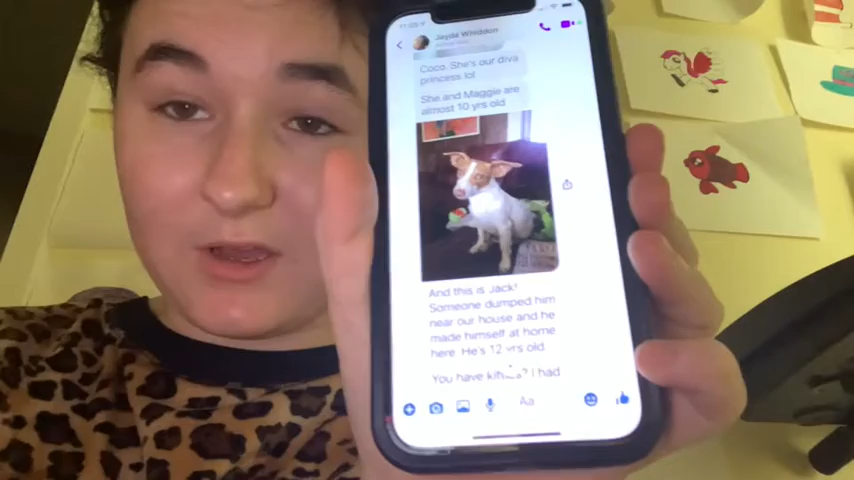 Jayda Whiddon
Coco. She's our diva
princess lol
She and Maggie are
almost 10 yrs old
And this is Jack!
Someone dumped him
near our house and he
made himself at home
here. He's 12 yrs old.
You have I had
Aa